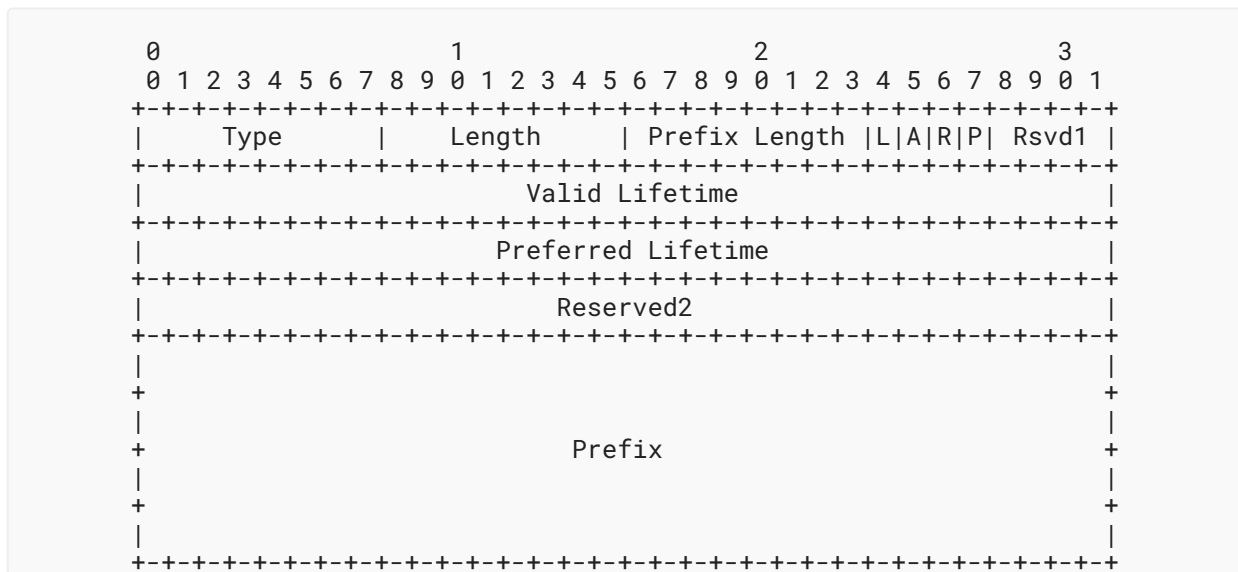 0                   1                   2                   3
 0 1 2 3 4 5 6 7 8 9 0 1 2 3 4 5 6 7 8 9 0 1 2 3 4 5 6 7 8 9 0 1
+-+-+-+-+-+-+-+-+-+-+-+-+-+-+-+-+-+-+-+-+-+-+-+-+-+-+-+-+-+-+-+-+
|     Type      |    Length     | Prefix Length |L|A|R|P| Rsvd1 |
+-+-+-+-+-+-+-+-+-+-+-+-+-+-+-+-+-+-+-+-+-+-+-+-+-+-+-+-+-+-+-+-+
|                         Valid Lifetime                        |
+-+-+-+-+-+-+-+-+-+-+-+-+-+-+-+-+-+-+-+-+-+-+-+-+-+-+-+-+-+-+-+-+
|                       Preferred Lifetime                      |
+-+-+-+-+-+-+-+-+-+-+-+-+-+-+-+-+-+-+-+-+-+-+-+-+-+-+-+-+-+-+-+-+
|                           Reserved2                           |
+-+-+-+-+-+-+-+-+-+-+-+-+-+-+-+-+-+-+-+-+-+-+-+-+-+-+-+-+-+-+-+-+
|                                                               |
+                                                               +
|                                                               |
+                            Prefix                             +
|                                                               |
+                                                               +
|                                                               |
+-+-+-+-+-+-+-+-+-+-+-+-+-+-+-+-+-+-+-+-+-+-+-+-+-+-+-+-+-+-+-+-+